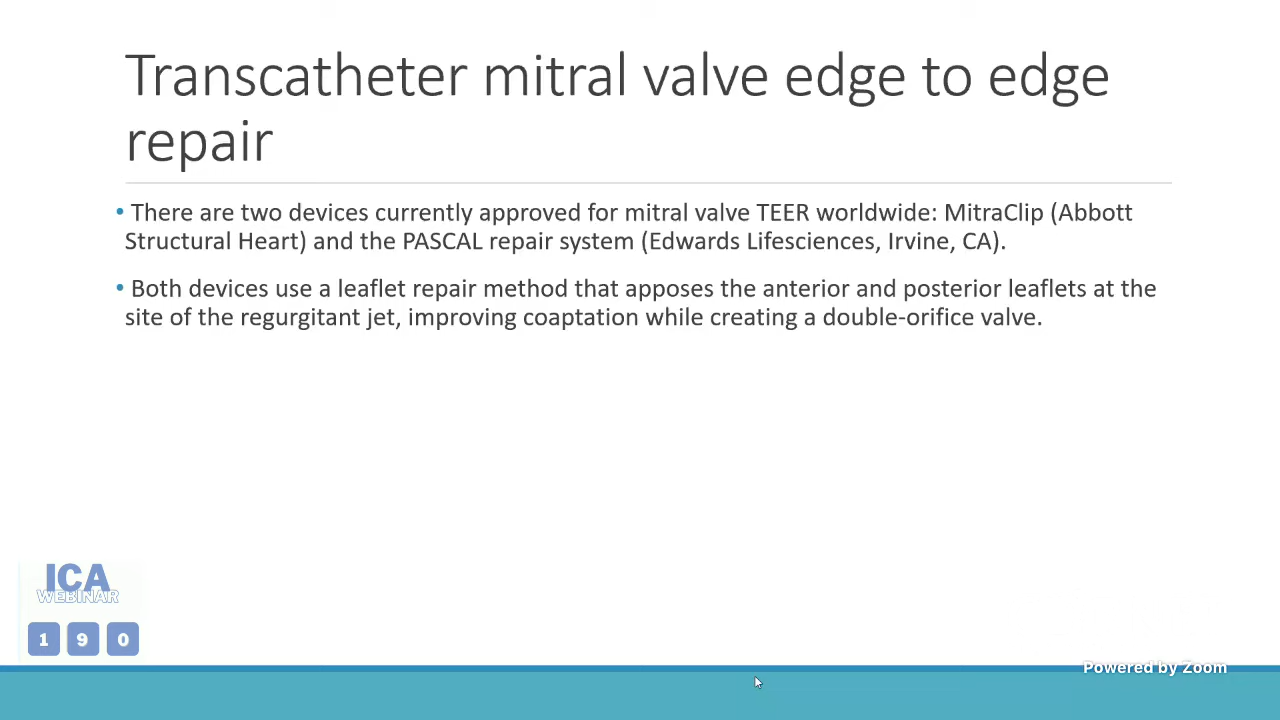 Transcatheter mitral valve edge to edge
repair
• There are two devices currently approved for mitral valve TEER worldwide: MitraClip (Abbott
Structural Heart) and the PASCAL repair system (Edwards Lifesciences, Irvine, CA).
• Both devices use a leaflet repair method that apposes the anterior and posterior leaflets at the
site of the regurgitant jet, improving coaptation while creating a double-orifice valve.
ICA
WEBINAR
1 9 0
Powered by Zoom